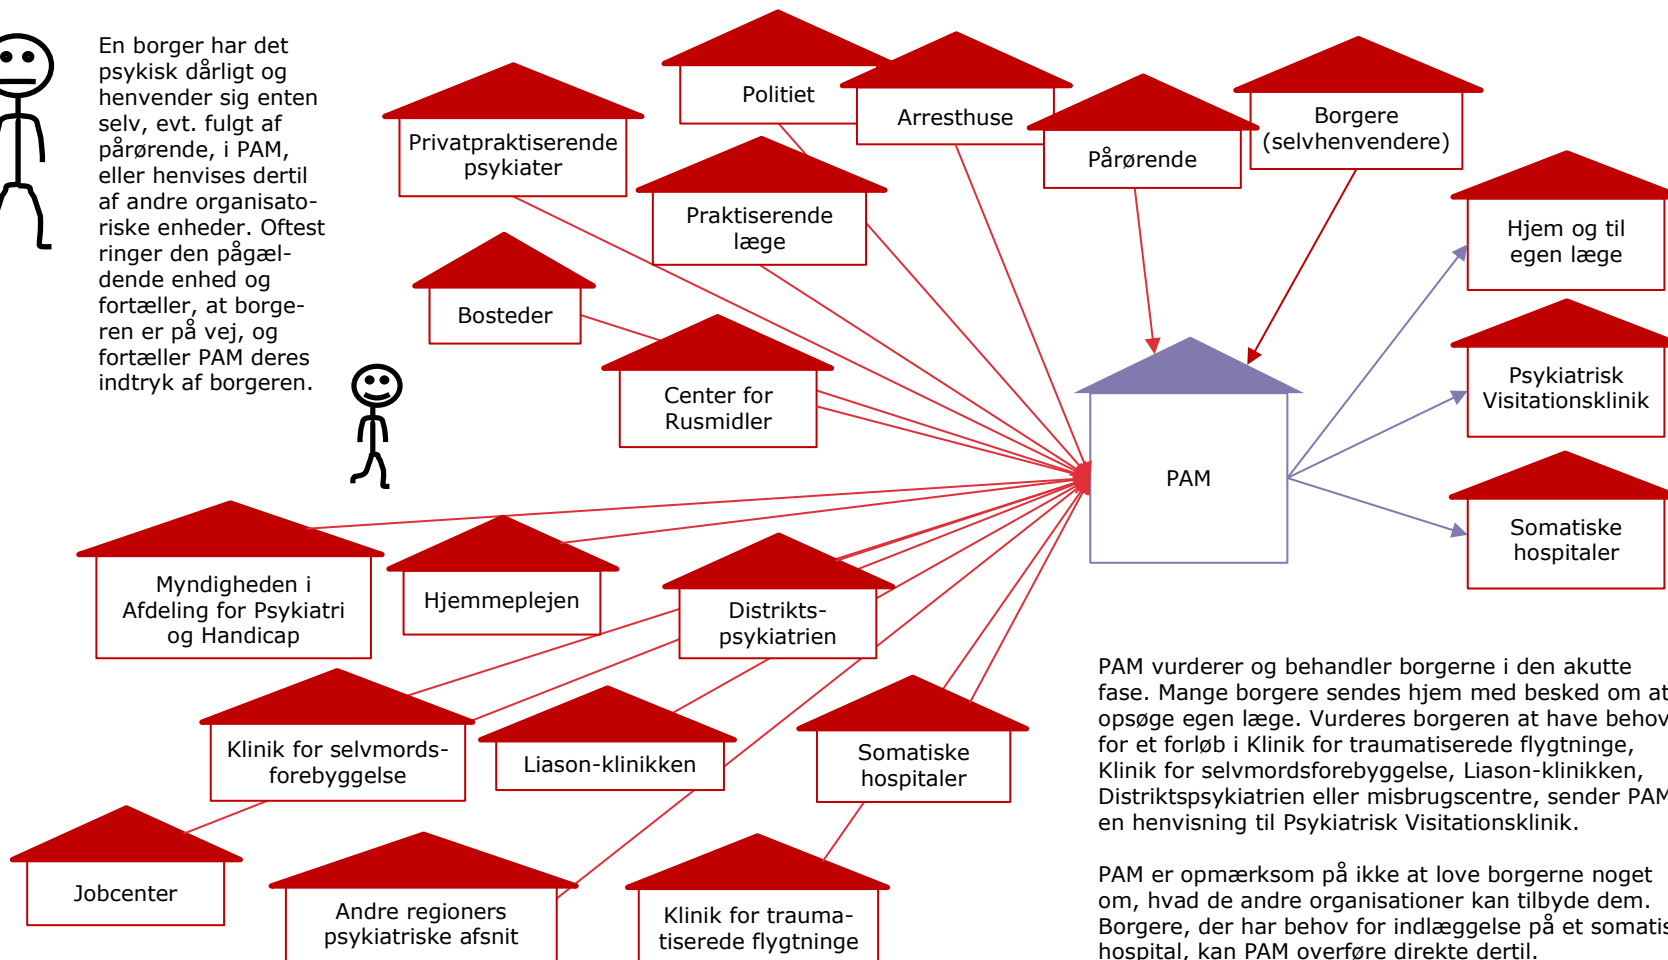 En borger har det
psykisk dårligt og
henvender sig enten
selv, evt. fulgt af
pårørende, i PAM,
eller henvises dertil
af andre organisato-
riske enheder. Oftest
ringer den pågæl-
dende enhed og
fortæller, at borge-
ren er på vej, og
fortæller PAM deres
indtryk af borgeren.
Privatpraktiserende
psykiater
Politiet
Arresthuse
Pårørende
Borgere
(selvhenvendere)
Praktiserende
læge
Bosteder
Center for
Rusmidler
Hjem og til
egen læge
Psykiatrisk
Visitationsklinik
PAM
Somatiske
hospitaler
Myndigheden i
Afdeling for Psykiatri
og Handicap
Hjemmeplejen
Distrikts-
psykiatrien
Klinik for selvmords-
forebyggelse
Liason-klinikken
Somatiske
hospitaler
Jobcenter
Andre regioners
psykiatriske afsnit
Klinik for trauma-
tiserede flygtninge
PAM vurderer og behandler borgerne i den akutte
fase. Mange borgere sendes hjem med besked om at
opsøge egen læge. Vurderes borgeren at have behov
for et forløb i Klinik for traumatiserede flygtninge,
Klinik for selvmordsforebyggelse, Liason-klinikken,
Distriktspsykiatrien eller misbrugscentre, sender PAM
en henvisning til Psykiatrisk Visitationsklinik.
PAM er opmærksom på ikke at love borgerne noget
om, hvad de andre organisationer kan tilbyde dem.
Borgere, der har behov for indlæggelse på et somatis
hospital, kan PAM overføre direkte dertil.